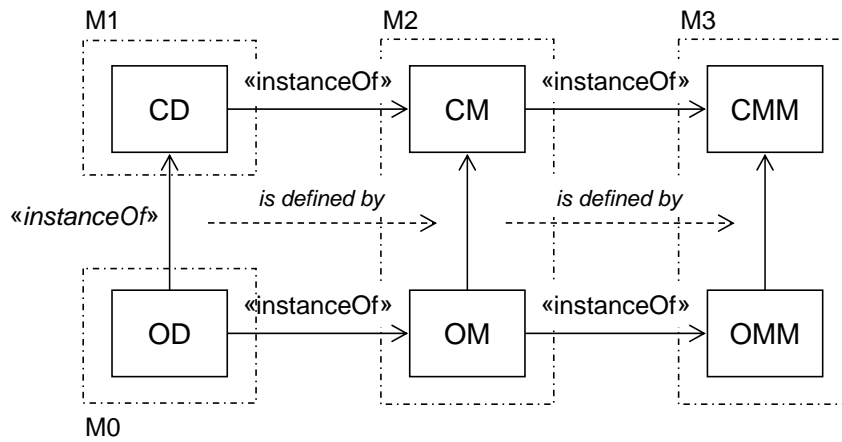 M1
M2
M3
«instanceOf»
«instanceOf»
CD
CM
CMM
«instanceOf»
is defined by
is defined by
«instanceOf»
«instanceOf»
OD
OM
OMM
M0